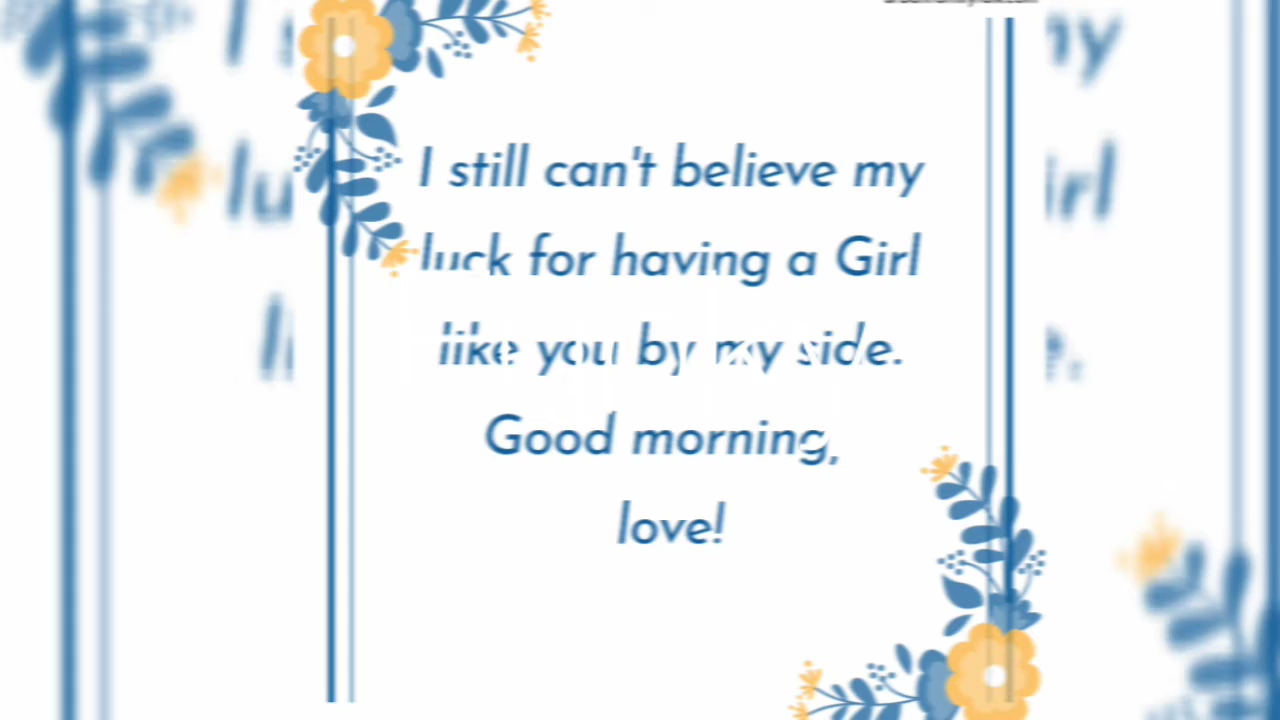 I still can't believe my
luck for having a Girl
like you by my side.
Good morning,
love!